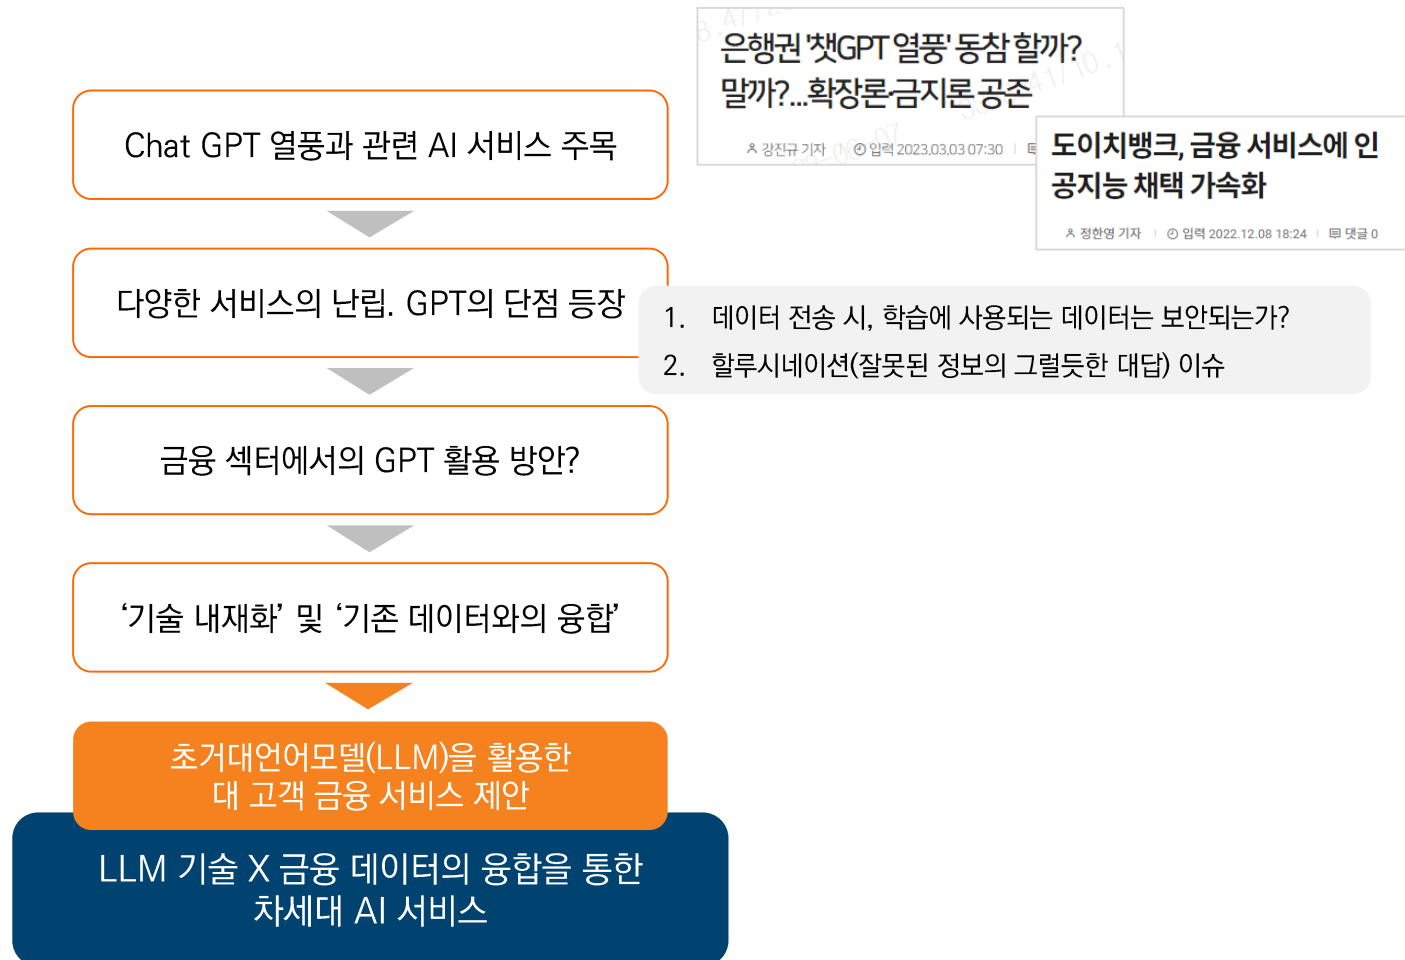 은행권 '챗GPT 열풍' 동참 할까?
말까?...확장론·금지론 공존
강진규 기자 입력 2023.03.03 07:30
도이치뱅크, 금융 서비스에 인
공지능 채택 가속화
정한영 기자 입력 2022.12.08 18:24 댓글 0
Chat GPT 열풍과 관련 AI 서비스 주목
다양한 서비스의 난립. GPT의 단점 등장
1. 데이터 전송 시, 학습에 사용되는 데이터는 보안되는가?
2. 할루시네이션(잘못된 정보의 그럴듯한 대답) 이슈
금융 섹터에서의 GPT 활용 방안?
‘기술 내재화’ 및 ‘기존 데이터와의 융합’
초거대언어모델(LLM)을 활용한
대 고객 금융 서비스 제안
LLM 기술 X 금융 데이터의 융합을 통한
차세대 AI 서비스